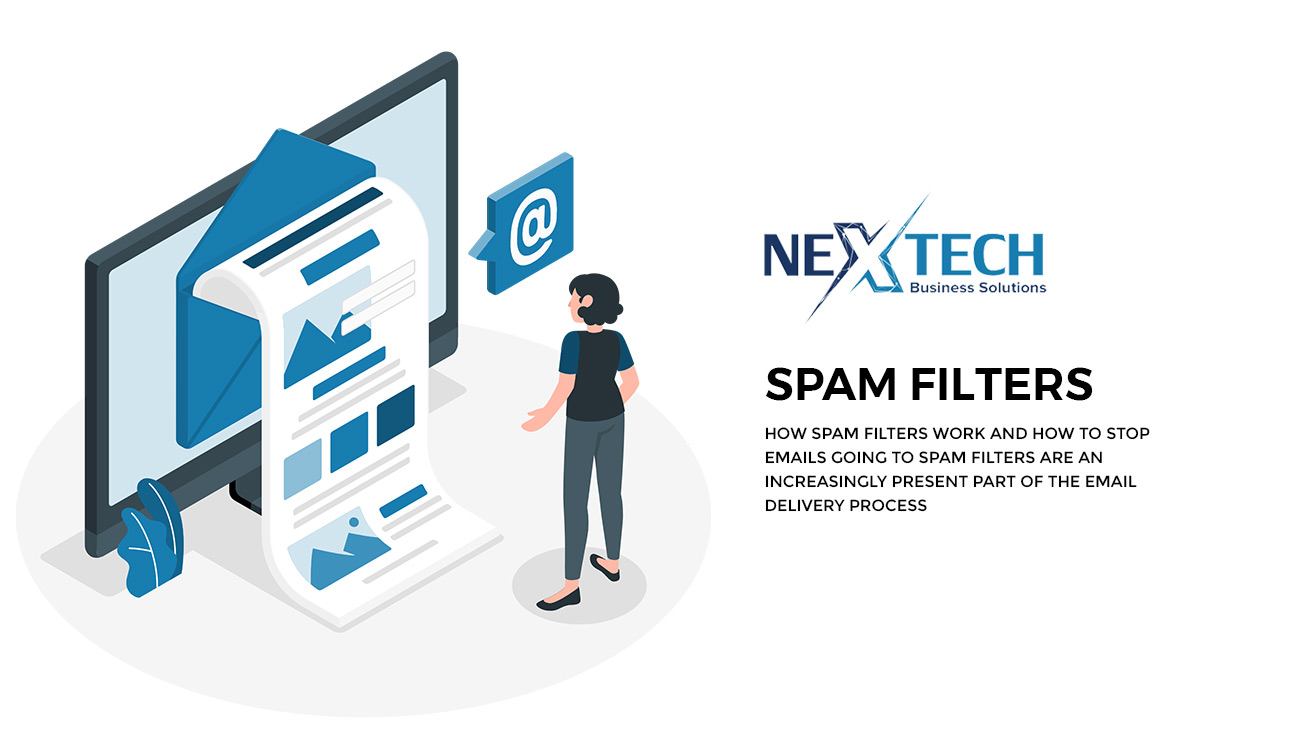 @
NEXTECH
Business Solutions
SPAM FILTERS
HOW SPAM FILTERS WORK AND HOW TO STOP
EMAILS GOING TO SPAM FILTERS ARE AN
INCREASINGLY PRESENT PART OF THE EMAIL
DELIVERY PROCESS